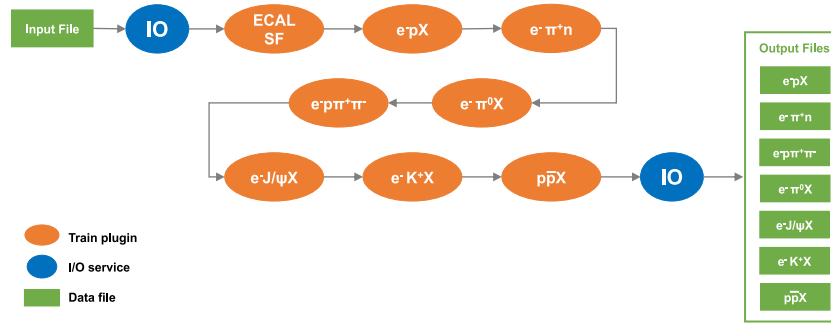 Input File
IO
ECAL
SF
e-pX
e- π⁺n
e- π⁰X
e-pπ⁺π-
e-J/ψX
e- K⁺X
pp̅X
IO
Output Files
e-pX
e- π⁺n
e-pπ⁺π-
e- π⁰X
e-J/ψX
e- K⁺X
pp̅X
Train plugin
I/O service
Data file